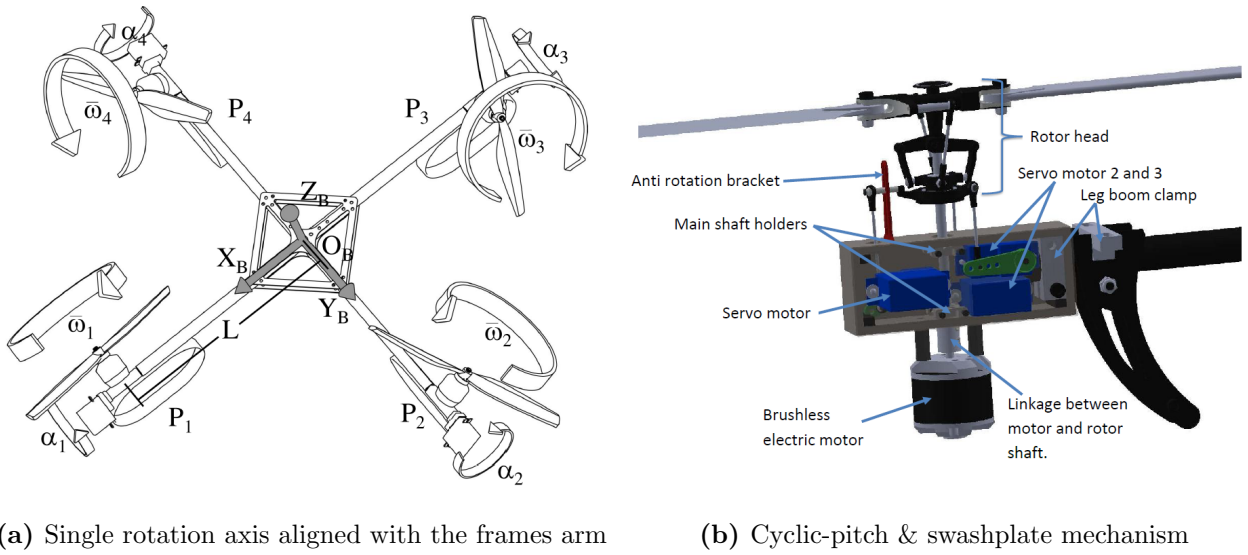 α4
α3
ω̅4
P4
P3
ω̅3
ZB
OB
XB
YB
ω̅1
L
ω̅2
P1
P2
α1
α2
Rotor head
Anti rotation bracket
Servo motor 2 and 3
Leg boom clamp
Main shaft holders
Servo motor
Brushless
electric motor
Linkage between
motor and rotor
shaft.
(a) Single rotation axis aligned with the frames arm
(b) Cyclic-pitch & swashplate mechanism